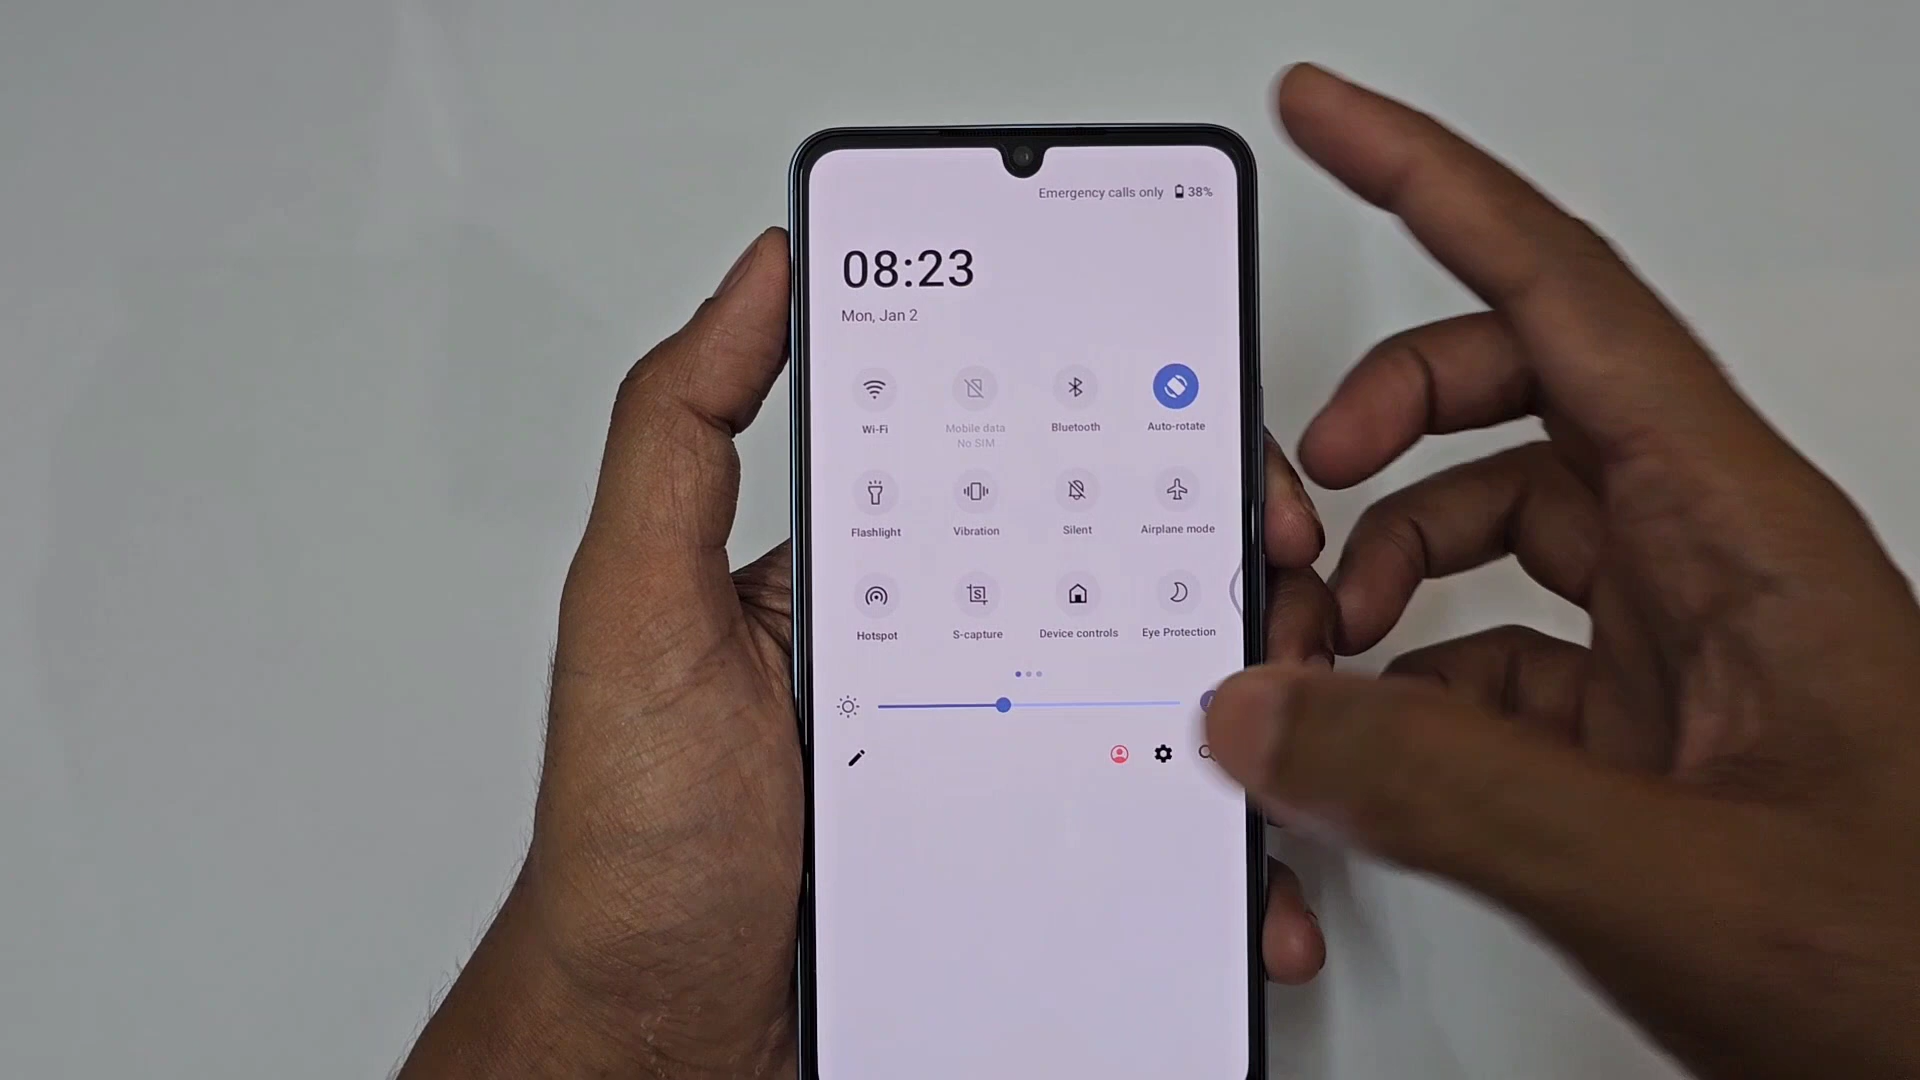 Emergency calls only 38%
08:23
Mon, Jan 2
Wi-Fi
Mobile data
No SIM
Bluetooth
Auto-rotate
Flashlight
Vibration
Silent
Airplane mode
Hotspot
S-capture
Device controls
Eye Protection